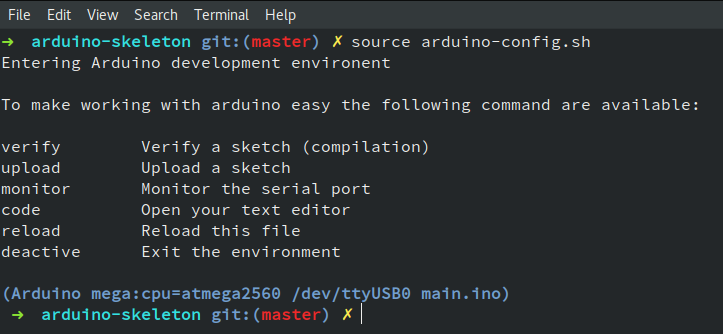 File Edit View Search Terminal Help
➜ arduino-skeleton git:(master) ✗ source arduino-config.sh
Entering Arduino development environent
To make working with arduino easy the following command are available:
verify Verify a sketch (compilation)
upload Upload a sketch
monitor Monitor the serial port
code Open your text editor
reload Reload this file
deactive Exit the environment
(Arduino mega:cpu=atmega2560 /dev/ttyUSB0 main.ino)
➜ arduino-skeleton git:(master) ✗